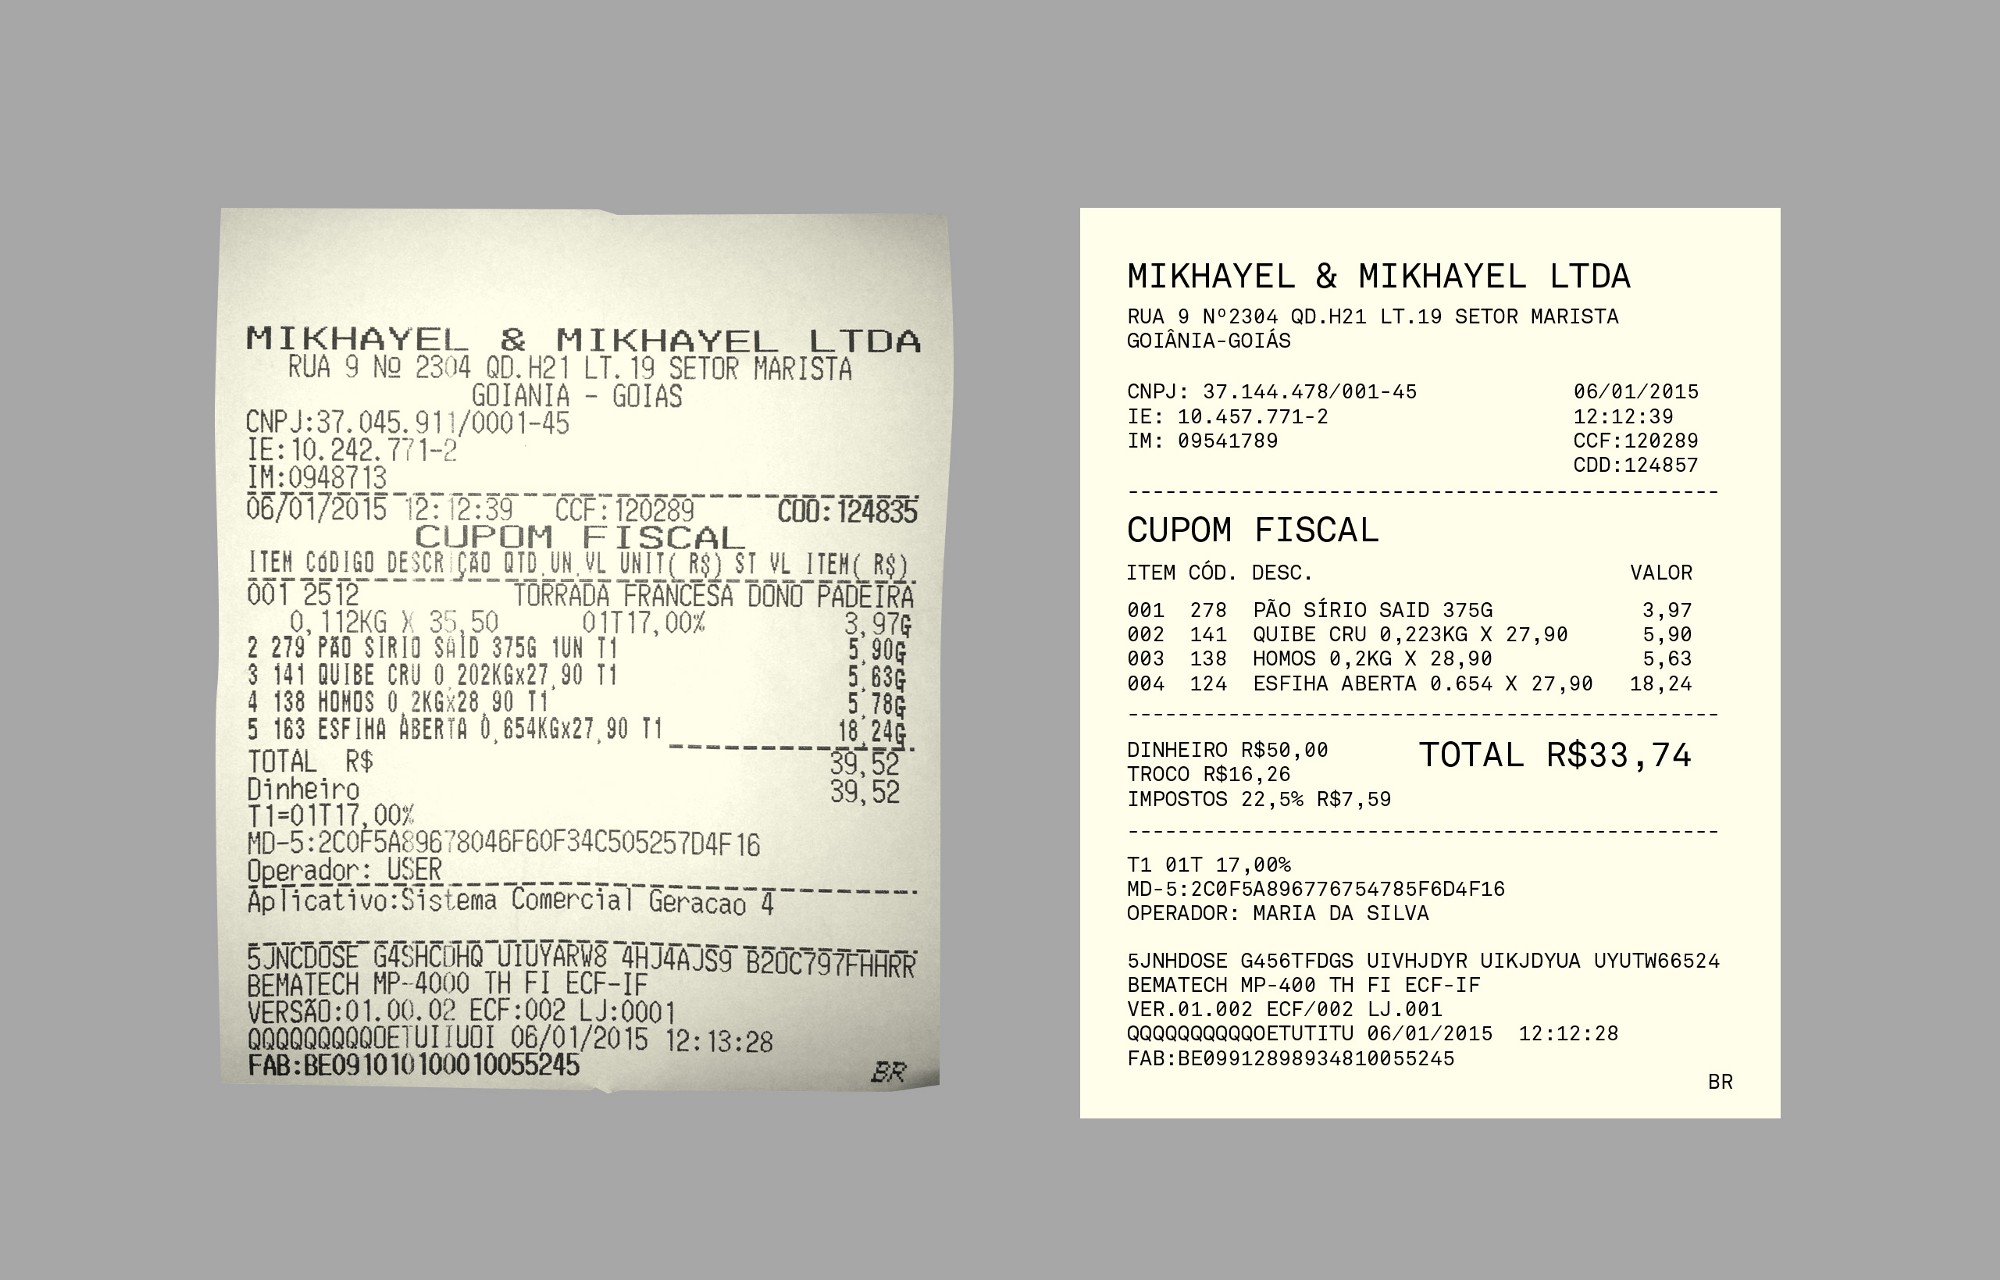 MIKHAYEL & MIKHAYEL LTDA
RUA 9 Nº 2304 QD.H21 LT.19 SETOR MARISTA
GOIANIA - GOIAS
CNPJ:37.045.911/0001-45
IE:10.242.771-2
IM:0948713
06/01/2015 12:12:39 CCF:120289 COO:124835
CUPOM FISCAL
ITEM CóDIGO DESCRIÇÃO QTD.UN.VL UNIT( R$) ST VL ITEM( R$)
001 2512 TORRADA FRANCESA DONO PADEIRA
0,112KG X 35,50 01T17,00% 3,97G
2 279 PÃO SIRIO SAID 375G 1UN T1 5,90G
3 141 QUIBE CRU 0,202KGx27,90 T1 5,63G
4 138 HOMOS 0,2KGx28,90 T1 5,78G
5 163 ESFIHA ABERTA 0,654KGx27,90 T1 18,24G
TOTAL R$ 39,52
Dinheiro 39,52
T1=01T17,00%
MD-5:2C0F5A89678046F60F34C505257D4F16
Operador: USER
Aplicativo:Sistema Comercial Geracao 4
5JNCDOSE G4SHCDHQ UIUYARW8 4HJ4AJS9 B20C797FHHRR
BEMATECH MP-4000 TH FI ECF-IF
VERSÃO:01.00.02 ECF:002 LJ:0001
QQQQQQQQQOETUIIUOI 06/01/2015 12:13:28
FAB:BE091010100010055245
BR
MIKHAYEL & MIKHAYEL LTDA
RUA 9 Nº2304 QD.H21 LT.19 SETOR MARISTA
GOIÂNIA-GOIÁS
CNPJ: 37.144.478/001-45 06/01/2015
IE: 10.457.771-2 12:12:39
IM: 09541789 CCF:120289
CDD:124857
CUPOM FISCAL
ITEM CÓD. DESC. VALOR
001 278 PÃO SÍRIO SAID 375G 3,97
002 141 QUIBE CRU 0,223KG X 27,90 5,90
003 138 HOMOS 0,2KG X 28,90 5,63
004 124 ESFIHA ABERTA 0.654 X 27,90 18,24
DINHEIRO R$50,00 TOTAL R$33,74
TROCO R$16,26
IMPOSTOS 22,5% R$7,59
T1 01T 17,00%
MD-5:2C0F5A896776754785F6D4F16
OPERADOR: MARIA DA SILVA
5JNHDOSE G456TFDGS UIVHJDYR UIKJDYUA UYUTW66524
BEMATECH MP-400 TH FI ECF-IF
VER.01.002 ECF/002 LJ.001
QQQQQQQQQQOETUTITU 06/01/2015 12:12:28
FAB:BE09912898934810055245
BR